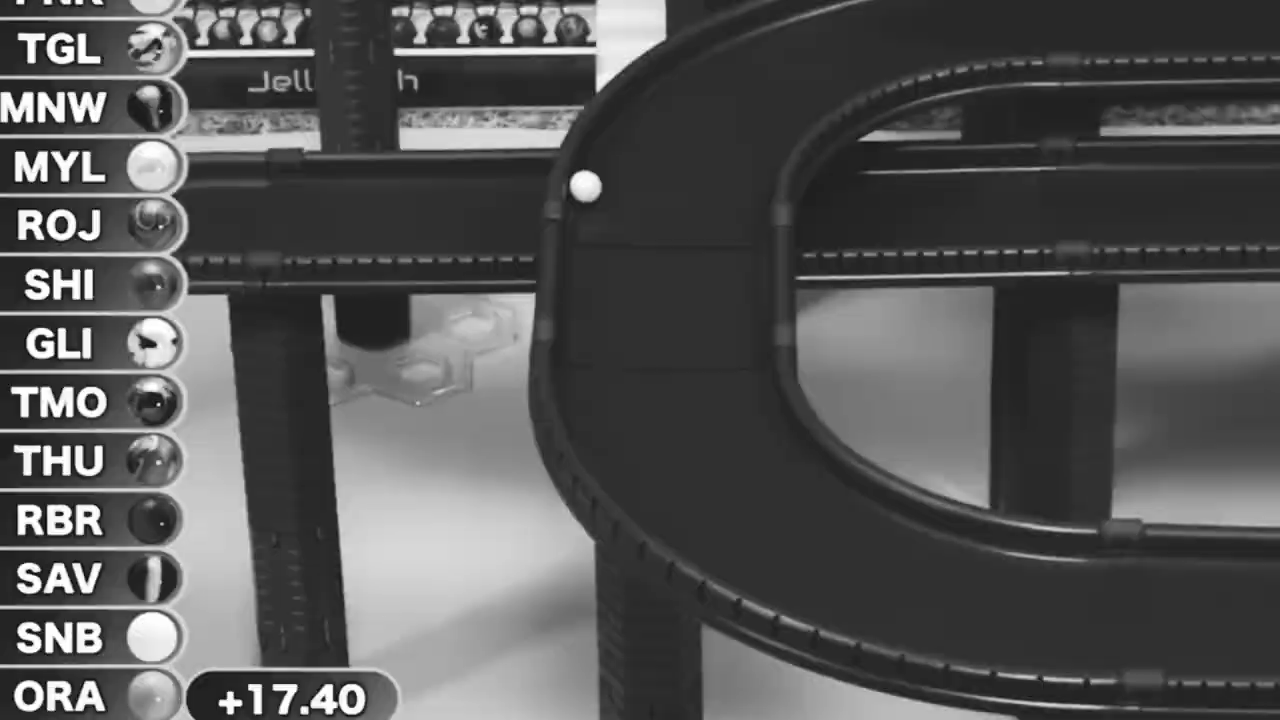 TGL
MNW
MYL
ROJ
SHI
GLI
TMO
THU
RBR
SAV
SNB
ORA +17.40